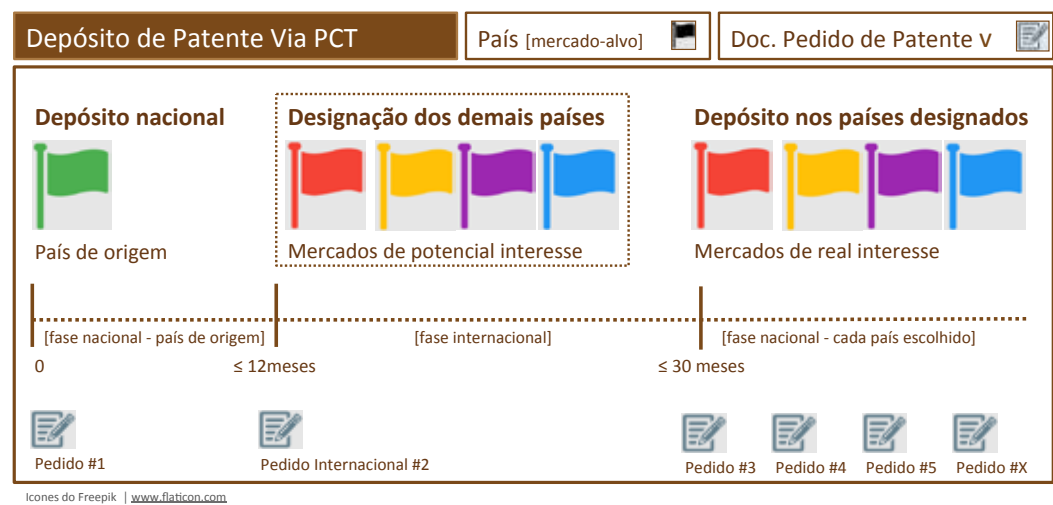 Depósito de Patente Via PCT
País [mercado-alvo]
Doc. Pedido de Patente v
Depósito nacional
Designação dos demais países
Depósito nos países designados
País de origem
Mercados de potencial interesse
Mercados de real interesse
[fase nacional - país de origem]
[fase internacional]
[fase nacional - cada país escolhido]
0
≤ 12meses
≤ 30 meses
Pedido #1
Pedido Internacional #2
Pedido #3
Pedido #4
Pedido #5
Pedido #X
Icones do Freepik | www.flaticon.com